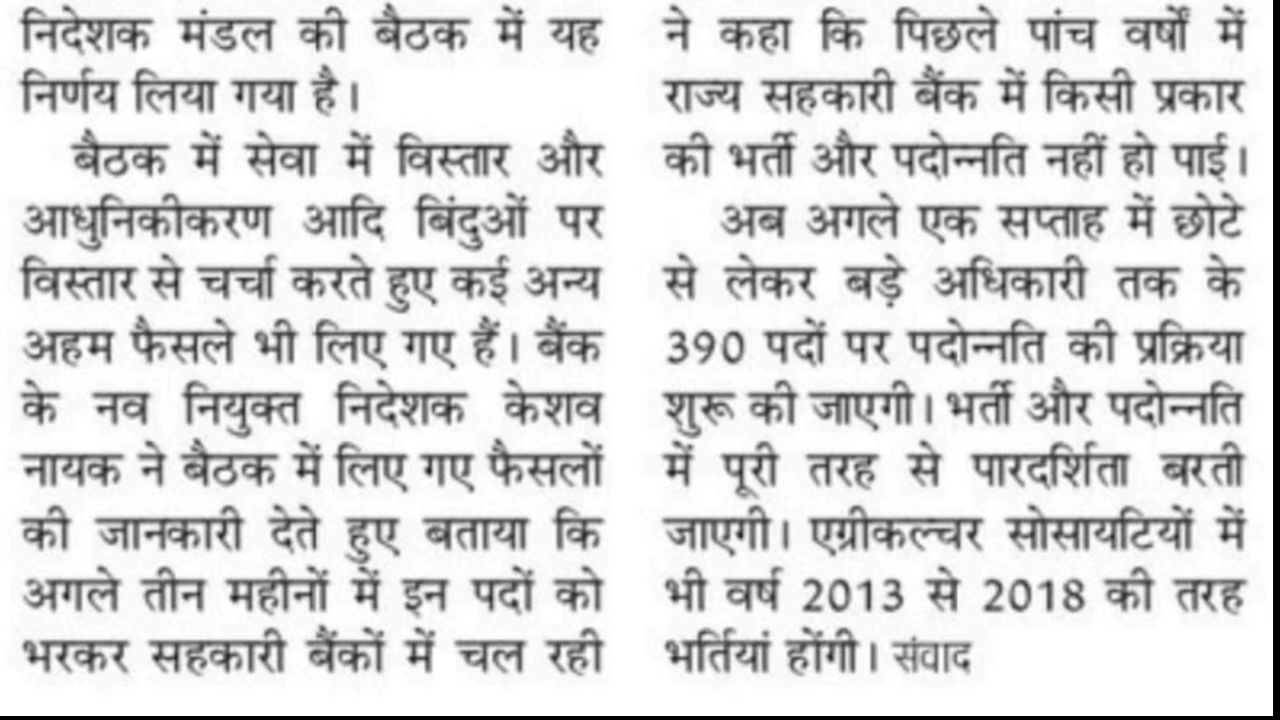 निदेशक मंडल की बैठक में यह
निर्णय लिया गया है।
बैठक में सेवा में विस्तार और
आधुनिकीकरण आदि बिंदुओं पर
विस्तार से चर्चा करते हुए कई अन्य
अहम फैसले भी लिए गए हैं। बैंक
के नव नियुक्त निदेशक केशव
नायक ने बैठक में लिए गए फैसलों
की जानकारी देते हुए बताया कि
अगले तीन महीनों में इन पदों को
भरकर सहकारी बैंकों में चल रही
ने कहा कि पिछले पांच वर्षों में
राज्य सहकारी बैंक में किसी प्रकार
की भर्ती और पदोन्नति नहीं हो पाई।
अब अगले एक सप्ताह में छोटे
से लेकर बड़े अधिकारी तक के
390 पदों पर पदोन्नति की प्रक्रिया
शुरू की जाएगी। भर्ती और पदोन्नति
में पूरी तरह से पारदर्शिता बरती
जाएगी। एग्रीकल्चर सोसायटियों में
भी वर्ष 2013 से 2018 की तरह
भर्तियां होंगी। संवाद